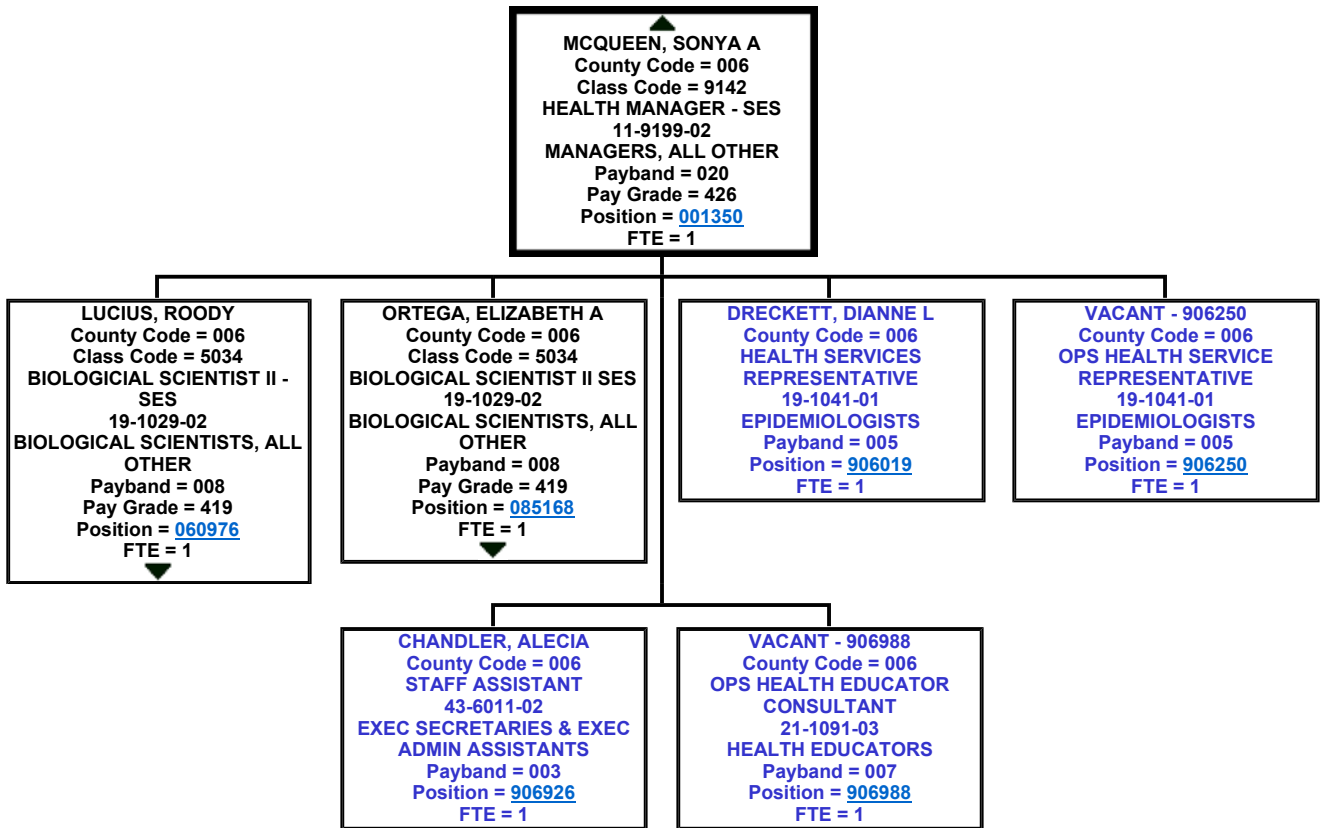 MCQUEEN, SONYA A
County Code = 006
Class Code = 9142
HEALTH MANAGER - SES
11-9199-02
MANAGERS, ALL OTHER
Payband = 020
Pay Grade = 426
Position = 001350
FTE = 1
LUCIUS, ROODY
County Code = 006
Class Code = 5034
BIOLOGICIAL SCIENTIST II -
SES
19-1029-02
BIOLOGICAL SCIENTISTS, ALL
OTHER
Payband = 008
Pay Grade = 419
Position = 060976
FTE = 1
ORTEGA, ELIZABETH A
County Code = 006
Class Code = 5034
BIOLOGICAL SCIENTIST II SES
19-1029-02
BIOLOGICAL SCIENTISTS, ALL
OTHER
Payband = 008
Pay Grade = 419
Position = 085168
FTE = 1
DRECKETT, DIANNE L
County Code = 006
HEALTH SERVICES
REPRESENTATIVE
19-1041-01
EPIDEMIOLOGISTS
Payband = 005
Position = 906019
FTE = 1
VACANT - 906250
County Code = 006
OPS HEALTH SERVICE
REPRESENTATIVE
19-1041-01
EPIDEMIOLOGISTS
Payband = 005
Position = 906250
FTE = 1
CHANDLER, ALECIA
County Code = 006
STAFF ASSISTANT
43-6011-02
EXEC SECRETARIES & EXEC
ADMIN ASSISTANTS
Payband = 003
Position = 906926
FTE = 1
VACANT - 906988
County Code = 006
OPS HEALTH EDUCATOR
CONSULTANT
21-1091-03
HEALTH EDUCATORS
Payband = 007
Position = 906988
FTE = 1